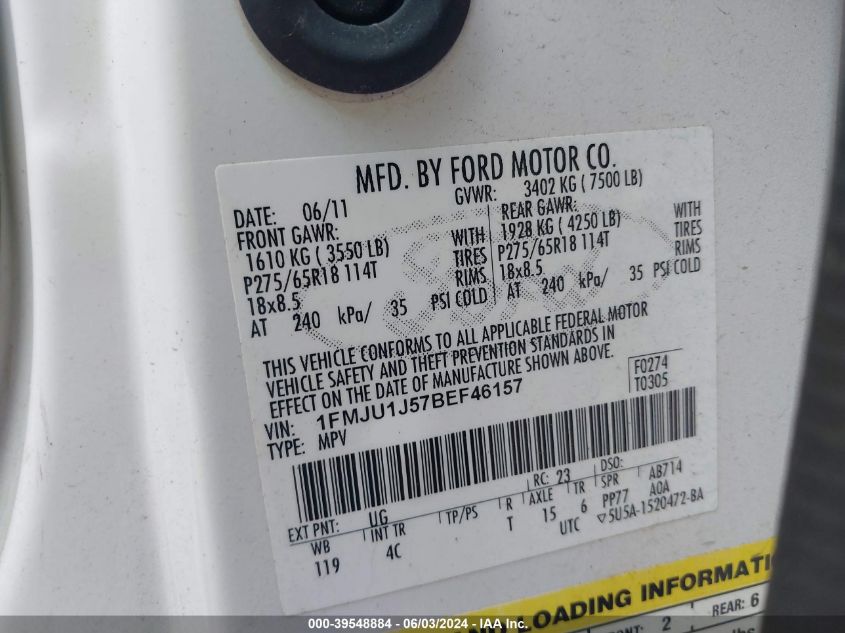 MFD. BY FORD MOTOR CO.
DATE: 06/11 GVWR: 3402 KG ( 7500 LB)
FRONT GAWR: REAR GAWR:
1610 KG ( 3550 LB) WITH 1928 KG ( 4250 LB) WITH
P275/65R18 114T TIRES P275/65R18 114T TIRES
18x8.5 RIMS 18x8.5 RIMS
AT 240 kPa/ 35 PSI COLD AT 240 kPa/ 35 PSI COLD
THIS VEHICLE CONFORMS TO ALL APPLICABLE FEDERAL MOTOR
VEHICLE SAFETY AND THEFT PREVENTION STANDARDS IN
EFFECT ON THE DATE OF MANUFACTURE SHOWN ABOVE.
VIN: 1FMJU1J57BEF46157 F0274
TYPE: MPV T0305
EXT PNT: UG RC: 23 DSO:
WB INT TR TP/PS R AXLE TR SPR AB714
119 4C T 15 6 PP77 A0A
UTC ▽5U5A-1520472-BA
AND LOADING INFORMATI
2 REAR: 6
000-39548884 - 06/03/2024 - IAAI.com